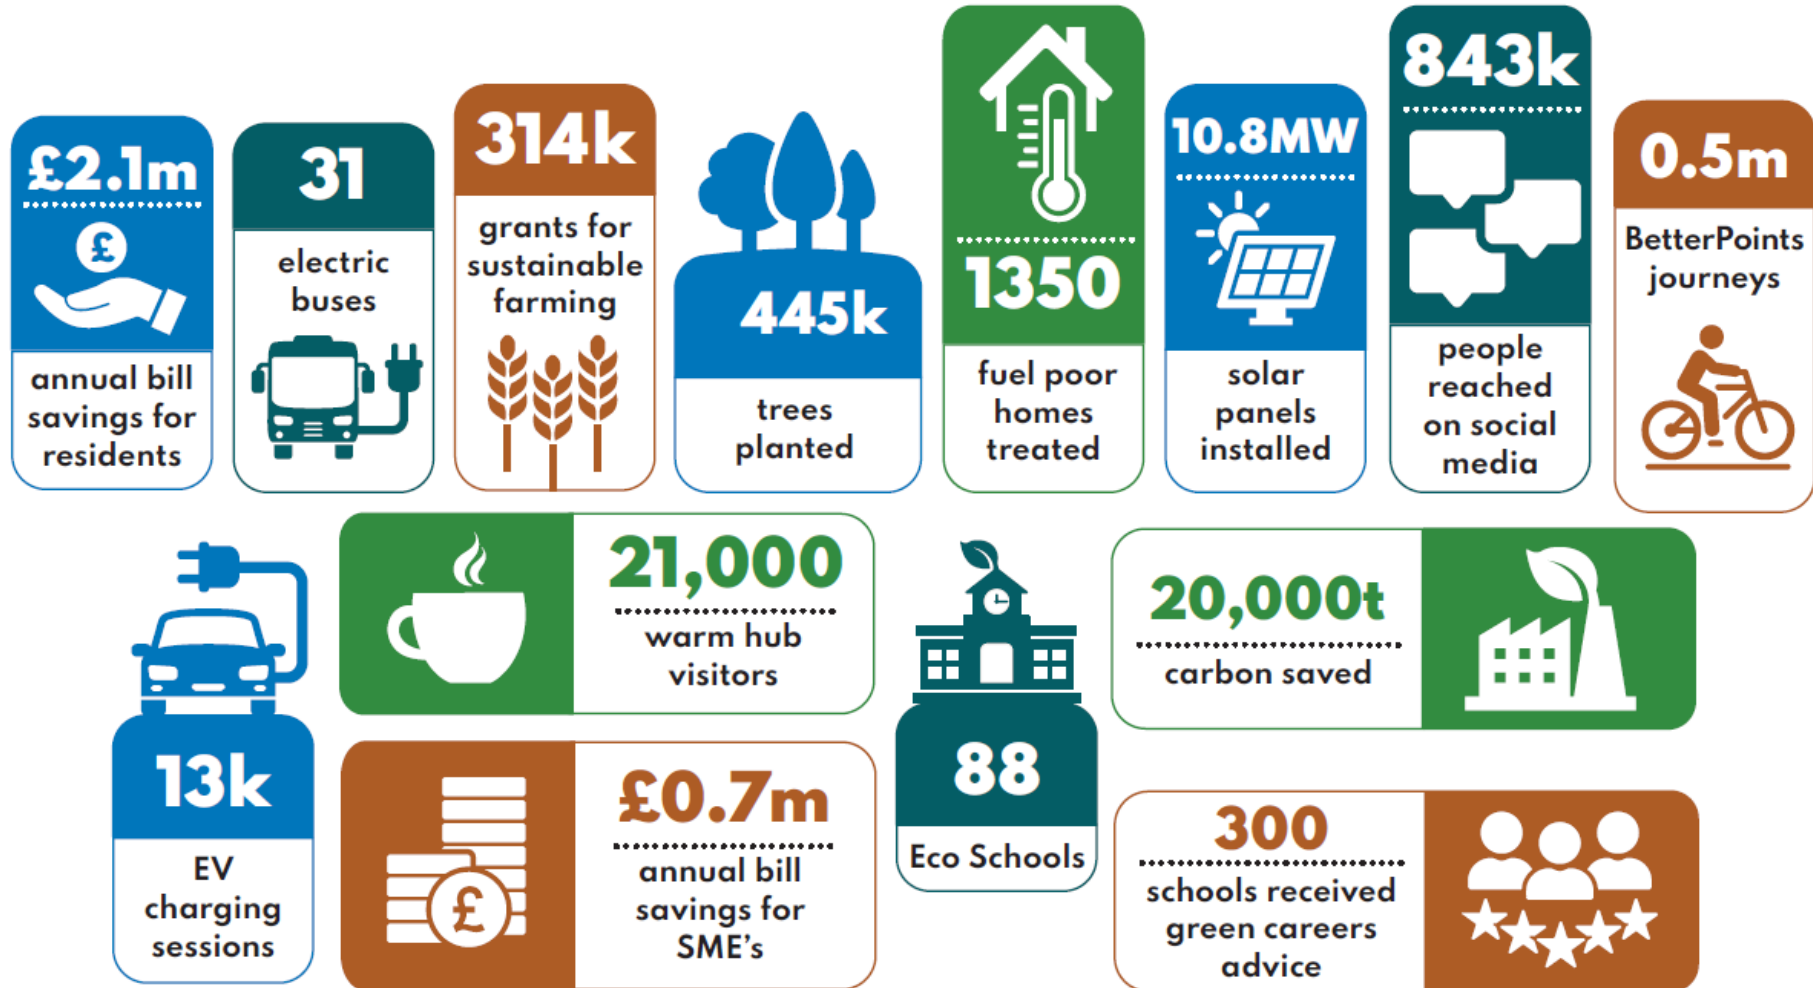 £2.1m
annual bill
savings for
residents
31
electric
buses
314k
grants for
sustainable
farming
445k
trees
planted
1350
fuel poor
homes
treated
10.8MW
solar
panels
installed
843k
people
reached
on social
media
0.5m
BetterPoints
journeys
13k
EV
charging
sessions
21,000
warm hub
visitors
£0.7m
annual bill
savings for
SME's
88
Eco Schools
20,000t
carbon saved
300
schools received
green careers
advice